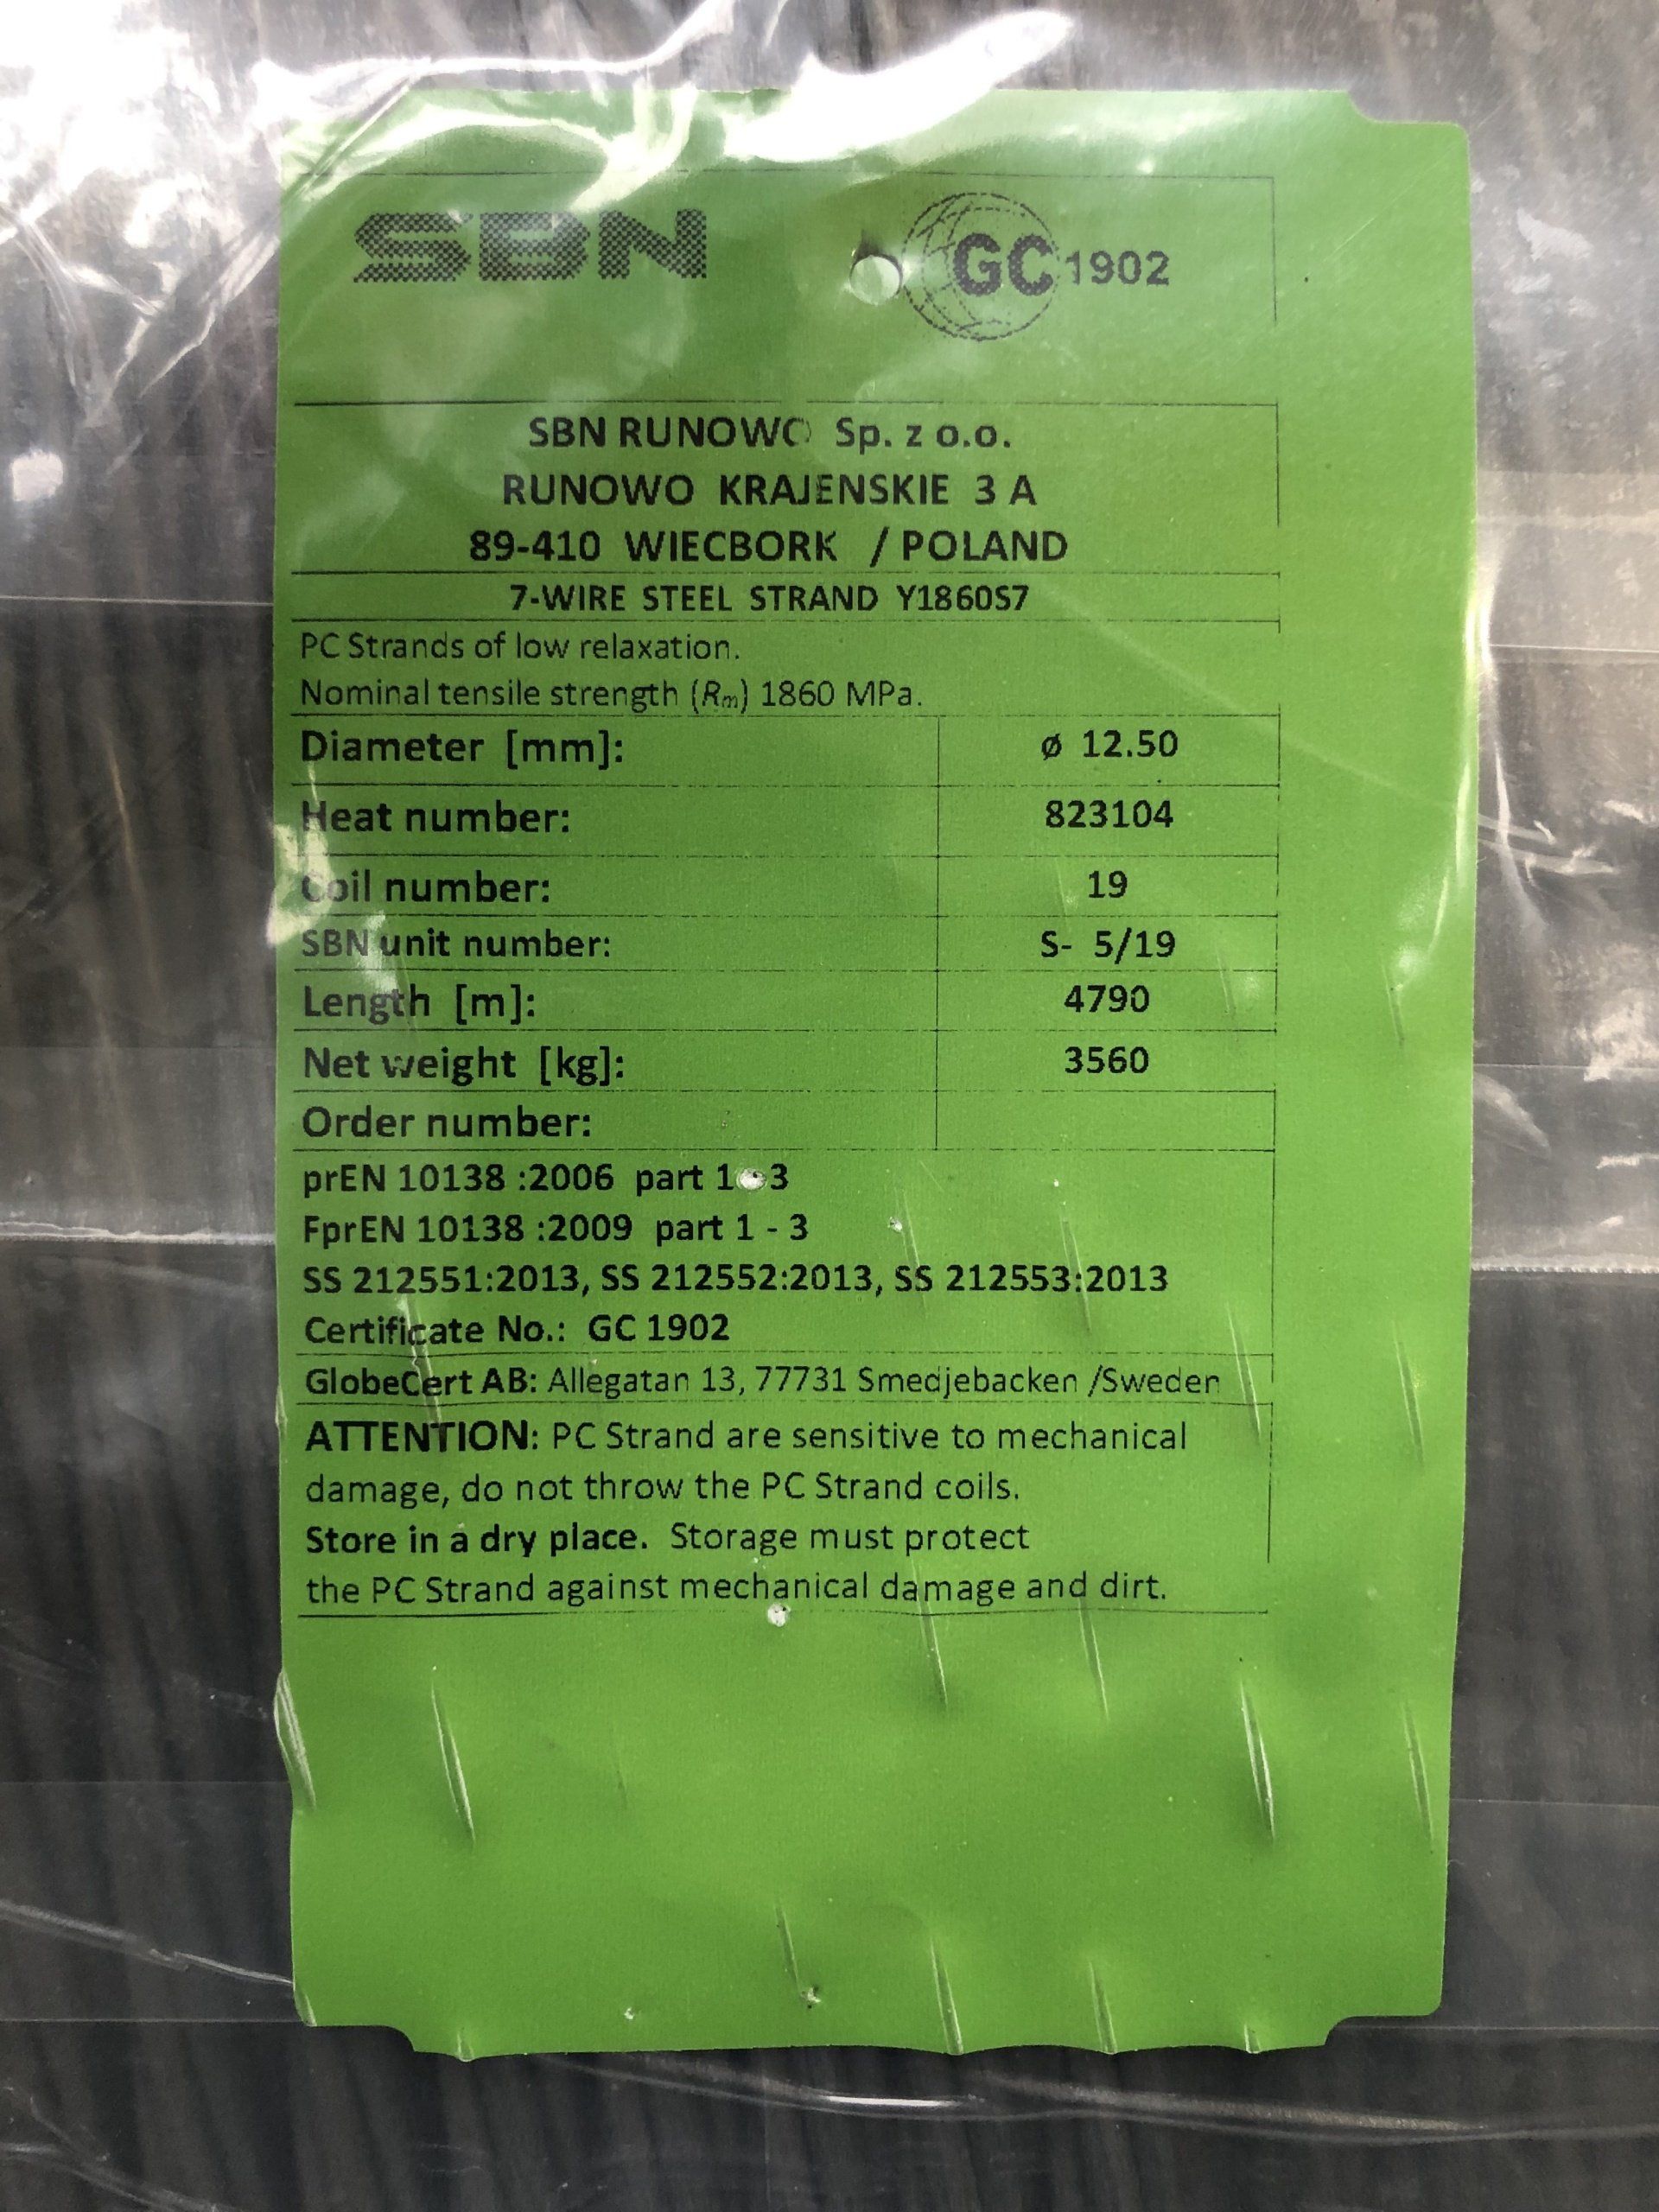 SBN
GC 1902
SBN RUNOWO Sp. z o.o.
RUNOWO KRAJENSKIE 3 A
89-410 WIECBORK / POLAND
7-WIRE STEEL STRAND Y1860S7
PC Strands of low relaxation.
Nominal tensile strength (Rm) 1860 MPa.
Diameter [mm]: ø 12.50
Heat number: 823104
Coil number: 19
SBN unit number: S- 5/19
Length [m]: 4790
Net weight [kg]: 3560
Order number:
prEN 10138 :2006 part 1 - 3
FprEN 10138 :2009 part 1 - 3
SS 212551:2013, SS 212552:2013, SS 212553:2013
Certificate No.: GC 1902
GlobeCert AB: Allegatan 13, 77731 Smedjebacken /Sweden
ATTENTION: PC Strand are sensitive to mechanical
damage, do not throw the PC Strand coils.
Store in a dry place. Storage must protect
the PC Strand against mechanical damage and dirt.